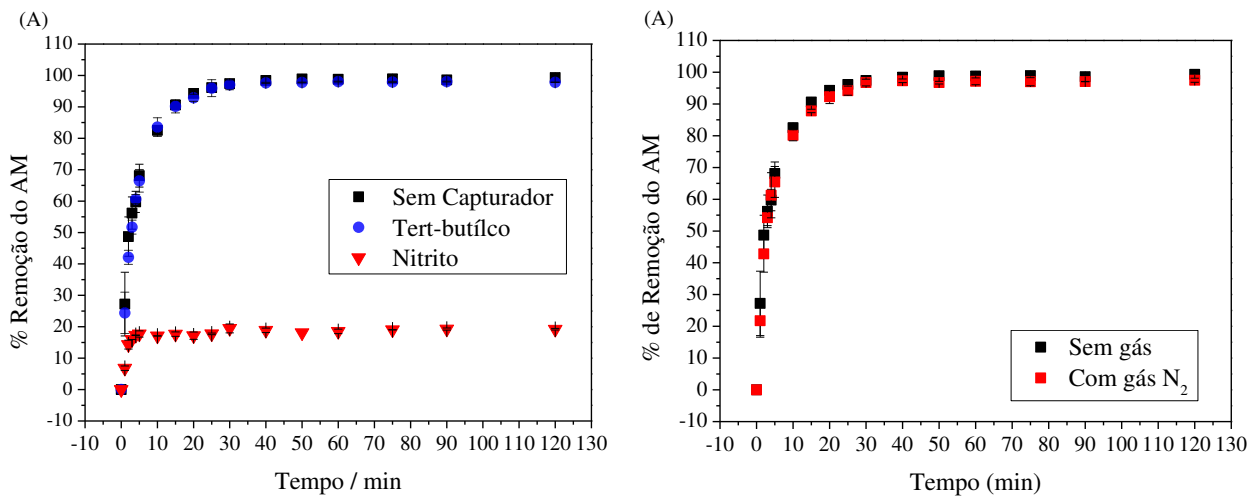 (A)
110
100
90
80
70
60
50
40
30
20
10
0
-10
% Remoção do AM
Sem Capturador
Tert-butílco
Nitrito
-10 0 10 20 30 40 50 60 70 80 90 100 110 120 130
Tempo / min
(A)
110
100
90
80
70
60
50
40
30
20
10
0
-10
% de Remoção do AM
Sem gás
Com gás N₂
-10 0 10 20 30 40 50 60 70 80 90 100 110 120 130
Tempo (min)